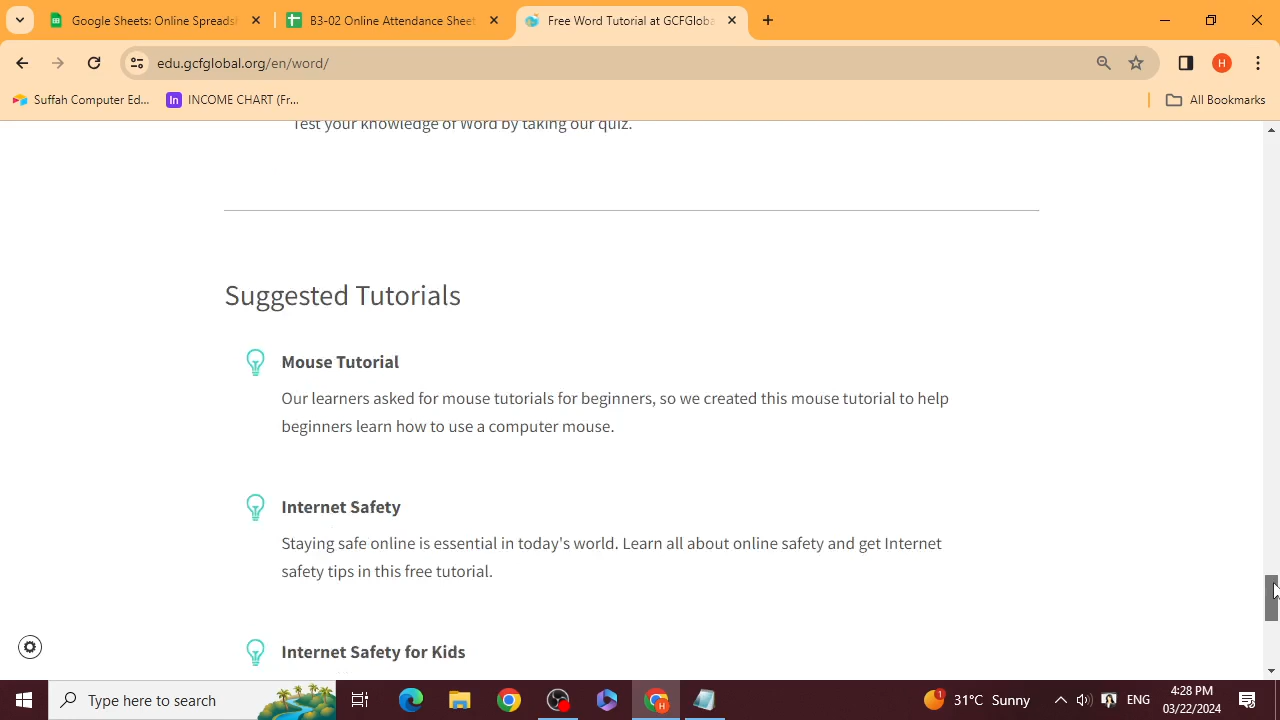 Google Sheets: Online Spreadsh
B3-02 Online Attendance Sheet
Free Word Tutorial at GCFGloba
edu.gcfglobal.org/en/word/
H
Suffah Computer Ed...
In
INCOME CHART (Fr...
All Bookmarks
Test your knowledge of Word by taking our quiz.
Suggested Tutorials
Mouse Tutorial
Our learners asked for mouse tutorials for beginners, so we created this mouse tutorial to help
beginners learn how to use a computer mouse.
Internet Safety
Staying safe online is essential in today's world. Learn all about online safety and get Internet
safety tips in this free tutorial.
Internet Safety for Kids
Type here to search
H
1
31°C Sunny
ENG
4:28 PM
03/22/2024